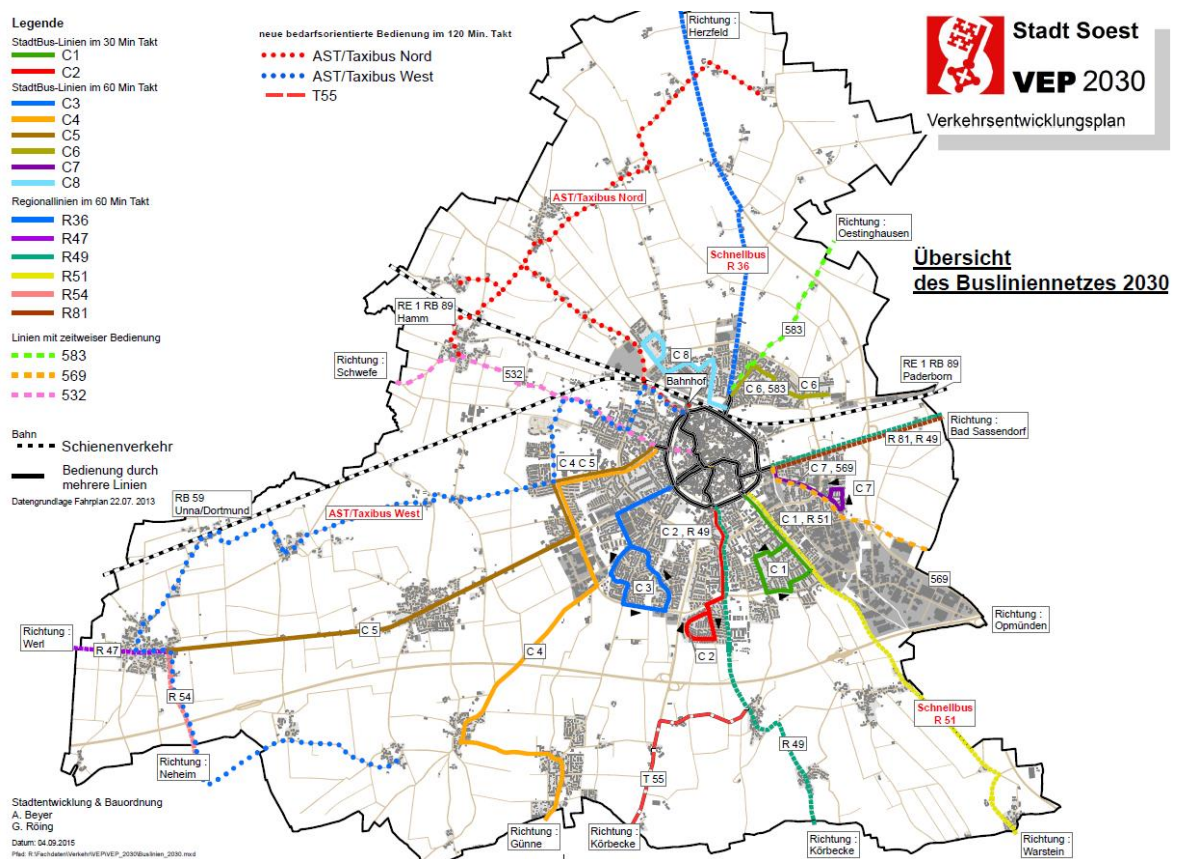 Legende
StadtBus-Linien im 30 Min Takt
C1
C2
StadtBus-Linien im 60 Min Takt
C3
C4
C5
C6
C7
C8
Regionallinien im 60 Min Takt
R36
R47
R49
R51
R54
R81
Linien mit zeitweiser Bedienung
583
569
532
Bahn
Schienenverkehr
Bedienung durch
mehrere Linien
Datengrundlage Fahrplan 22.07. 2013
neue bedarfsorientierte Bedienung im 120 Min. Takt
AST/Taxibus Nord
AST/Taxibus West
T55
Stadt Soest
VEP 2030
Verkehrsentwicklungsplan
Übersicht
des Busliniennetzes 2030
Richtung :
Herzfeld
AST/Taxibus Nord
Richtung :
Oestinghausen
Schnellbus
R 36
RE 1 RB 89
Hamm
583
Richtung :
Schwefe
532
C 8
Bahnhof
C 6, 583
C 6
RE 1 RB 89
Paderborn
Richtung :
Bad Sassendorf
R 81, R 49
C 4 C 5
C 7 , 569
C 7
RB 59
Unna/Dortmund
AST/Taxibus West
C 2 , R 49
C 1 , R 51
C 1
C 3
569
Richtung :
Opmünden
Richtung :
Werl
R 47
C 5
C 4
C 2
R 54
Schnellbus
R 51
R 49
Richtung :
Neheim
T 55
Richtung :
Günne
Richtung :
Körbecke
Richtung :
Körbecke
Richtung :
Warstein
Stadtentwicklung & Bauordnung
A. Beyer
G. Röing
Datum: 04.09.2015